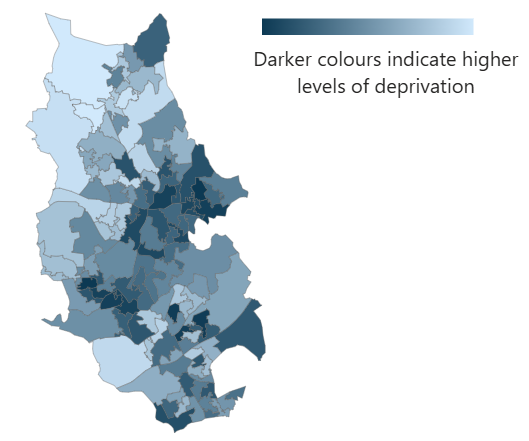 Darker colours indicate higher
levels of deprivation